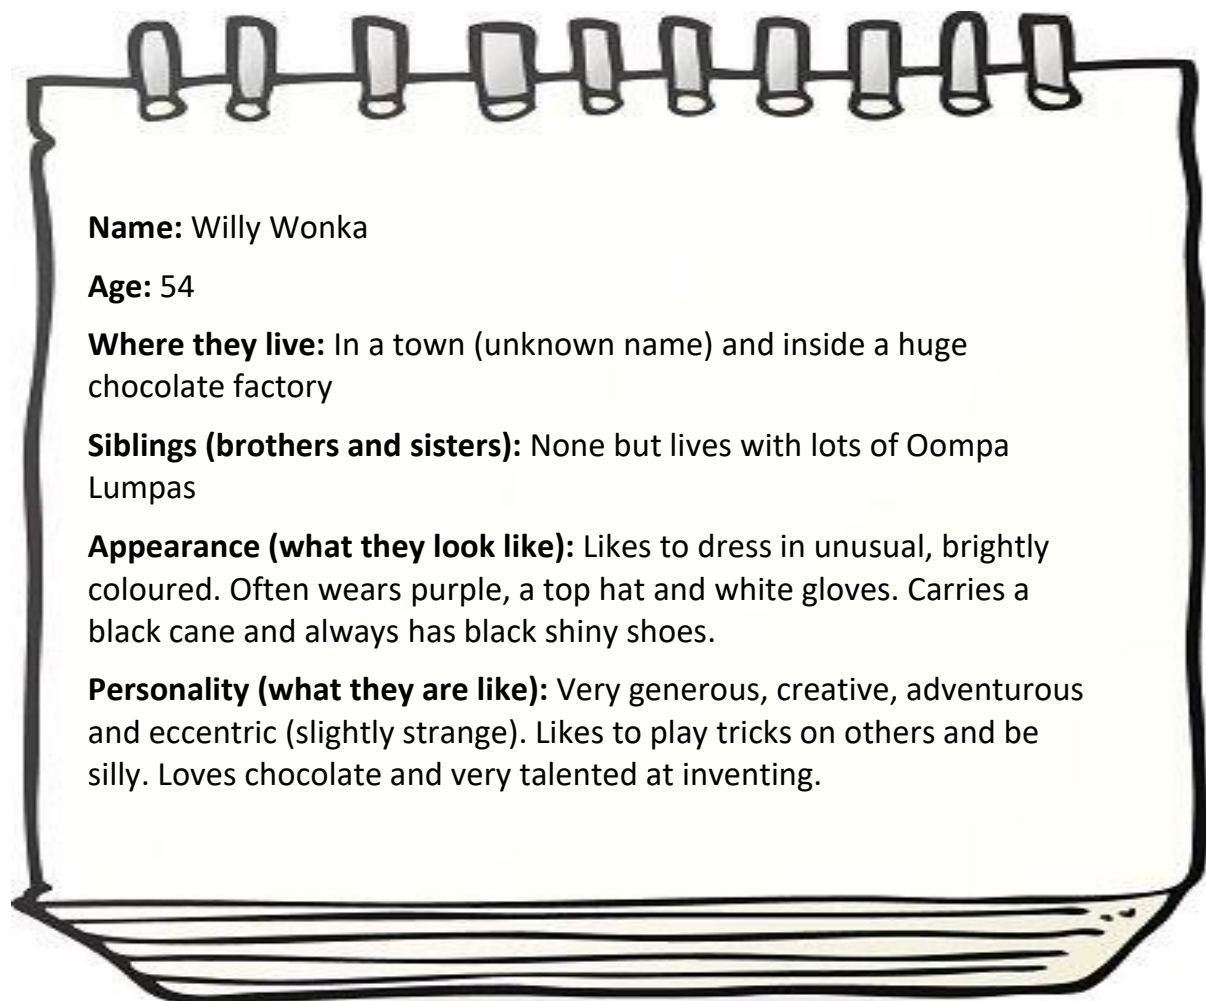 Name: Willy Wonka
Age: 54
Where they live: In a town (unknown name) and inside a huge
chocolate factory
Siblings (brothers and sisters): None but lives with lots of Oompa
Lumpas
Appearance (what they look like): Likes to dress in unusual, brightly
coloured. Often wears purple, a top hat and white gloves. Carries a
black cane and always has black shiny shoes.
Personality (what they are like): Very generous, creative, adventurous
and eccentric (slightly strange). Likes to play tricks on others and be
silly. Loves chocolate and very talented at inventing.